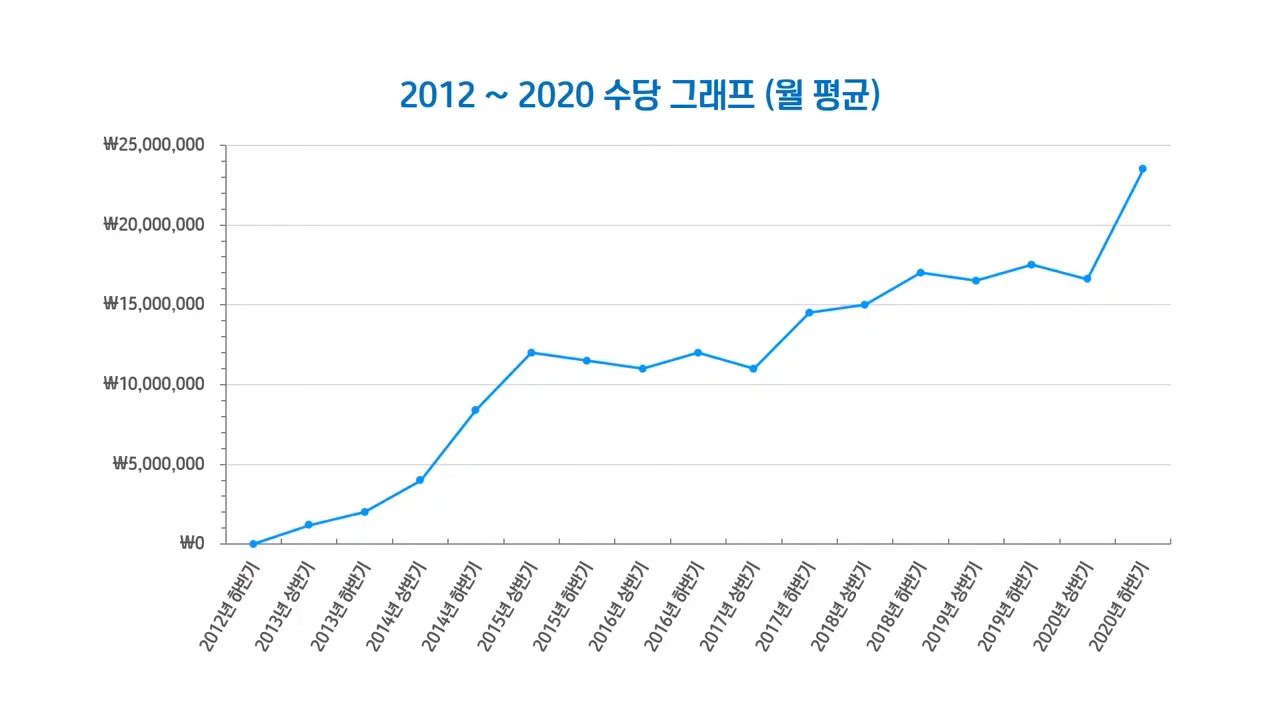 2012 ~ 2020 수당 그래프 (월 평균)
₩25,000,000
₩20,000,000
₩15,000,000
₩10,000,000
₩5,000,000
₩0
2012년 하반기
2013년 상반기
2013년 하반기
2014년 상반기
2014년 하반기
2015년 상반기
2015년 하반기
2016년 상반기
2016년 하반기
2017년 상반기
2017년 하반기
2018년 상반기
2018년 하반기
2019년 상반기
2019년 하반기
2020년 상반기
2020년 하반기